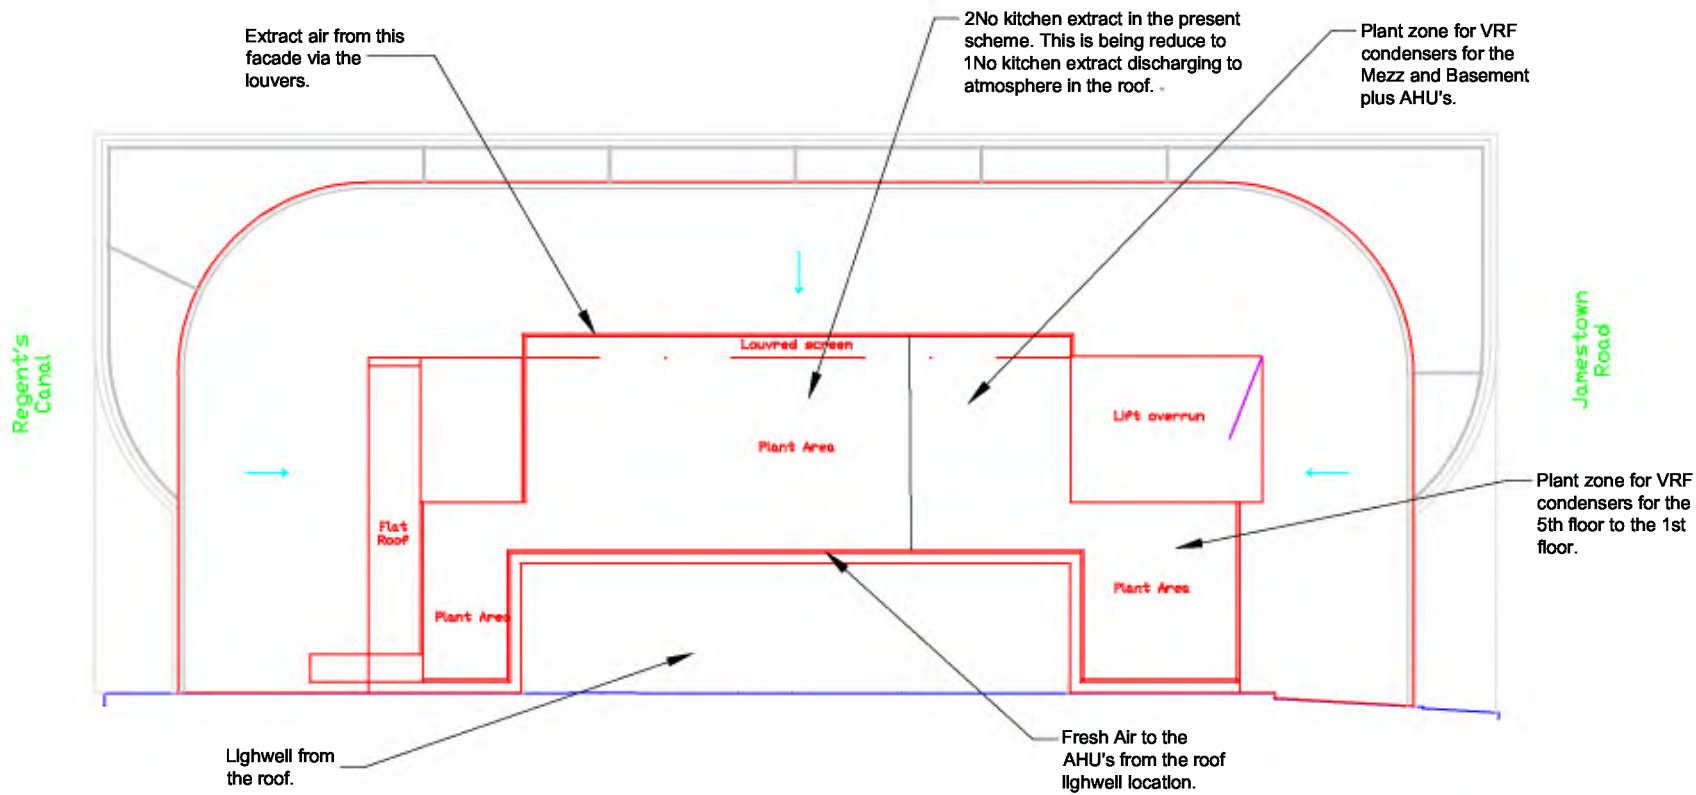 Extract air from this
facade via the
louvers.
2No kitchen extract in the present
scheme. This is being reduce to
1No kitchen extract discharging to
atmosphere in the roof.
Plant zone for VRF
condensers for the
Mezz and Basement
plus AHU's.
Louvred screen
Regent's
Canal
Jamestown
Road
Lift overrun
Plant Area
Plant zone for VRF
condensers for the
5th floor to the 1st
floor.
Flat
Roof
Plant Area
Plant Area
Lighwell from
the roof.
Fresh Air to the
AHU's from the roof
lighwell location.